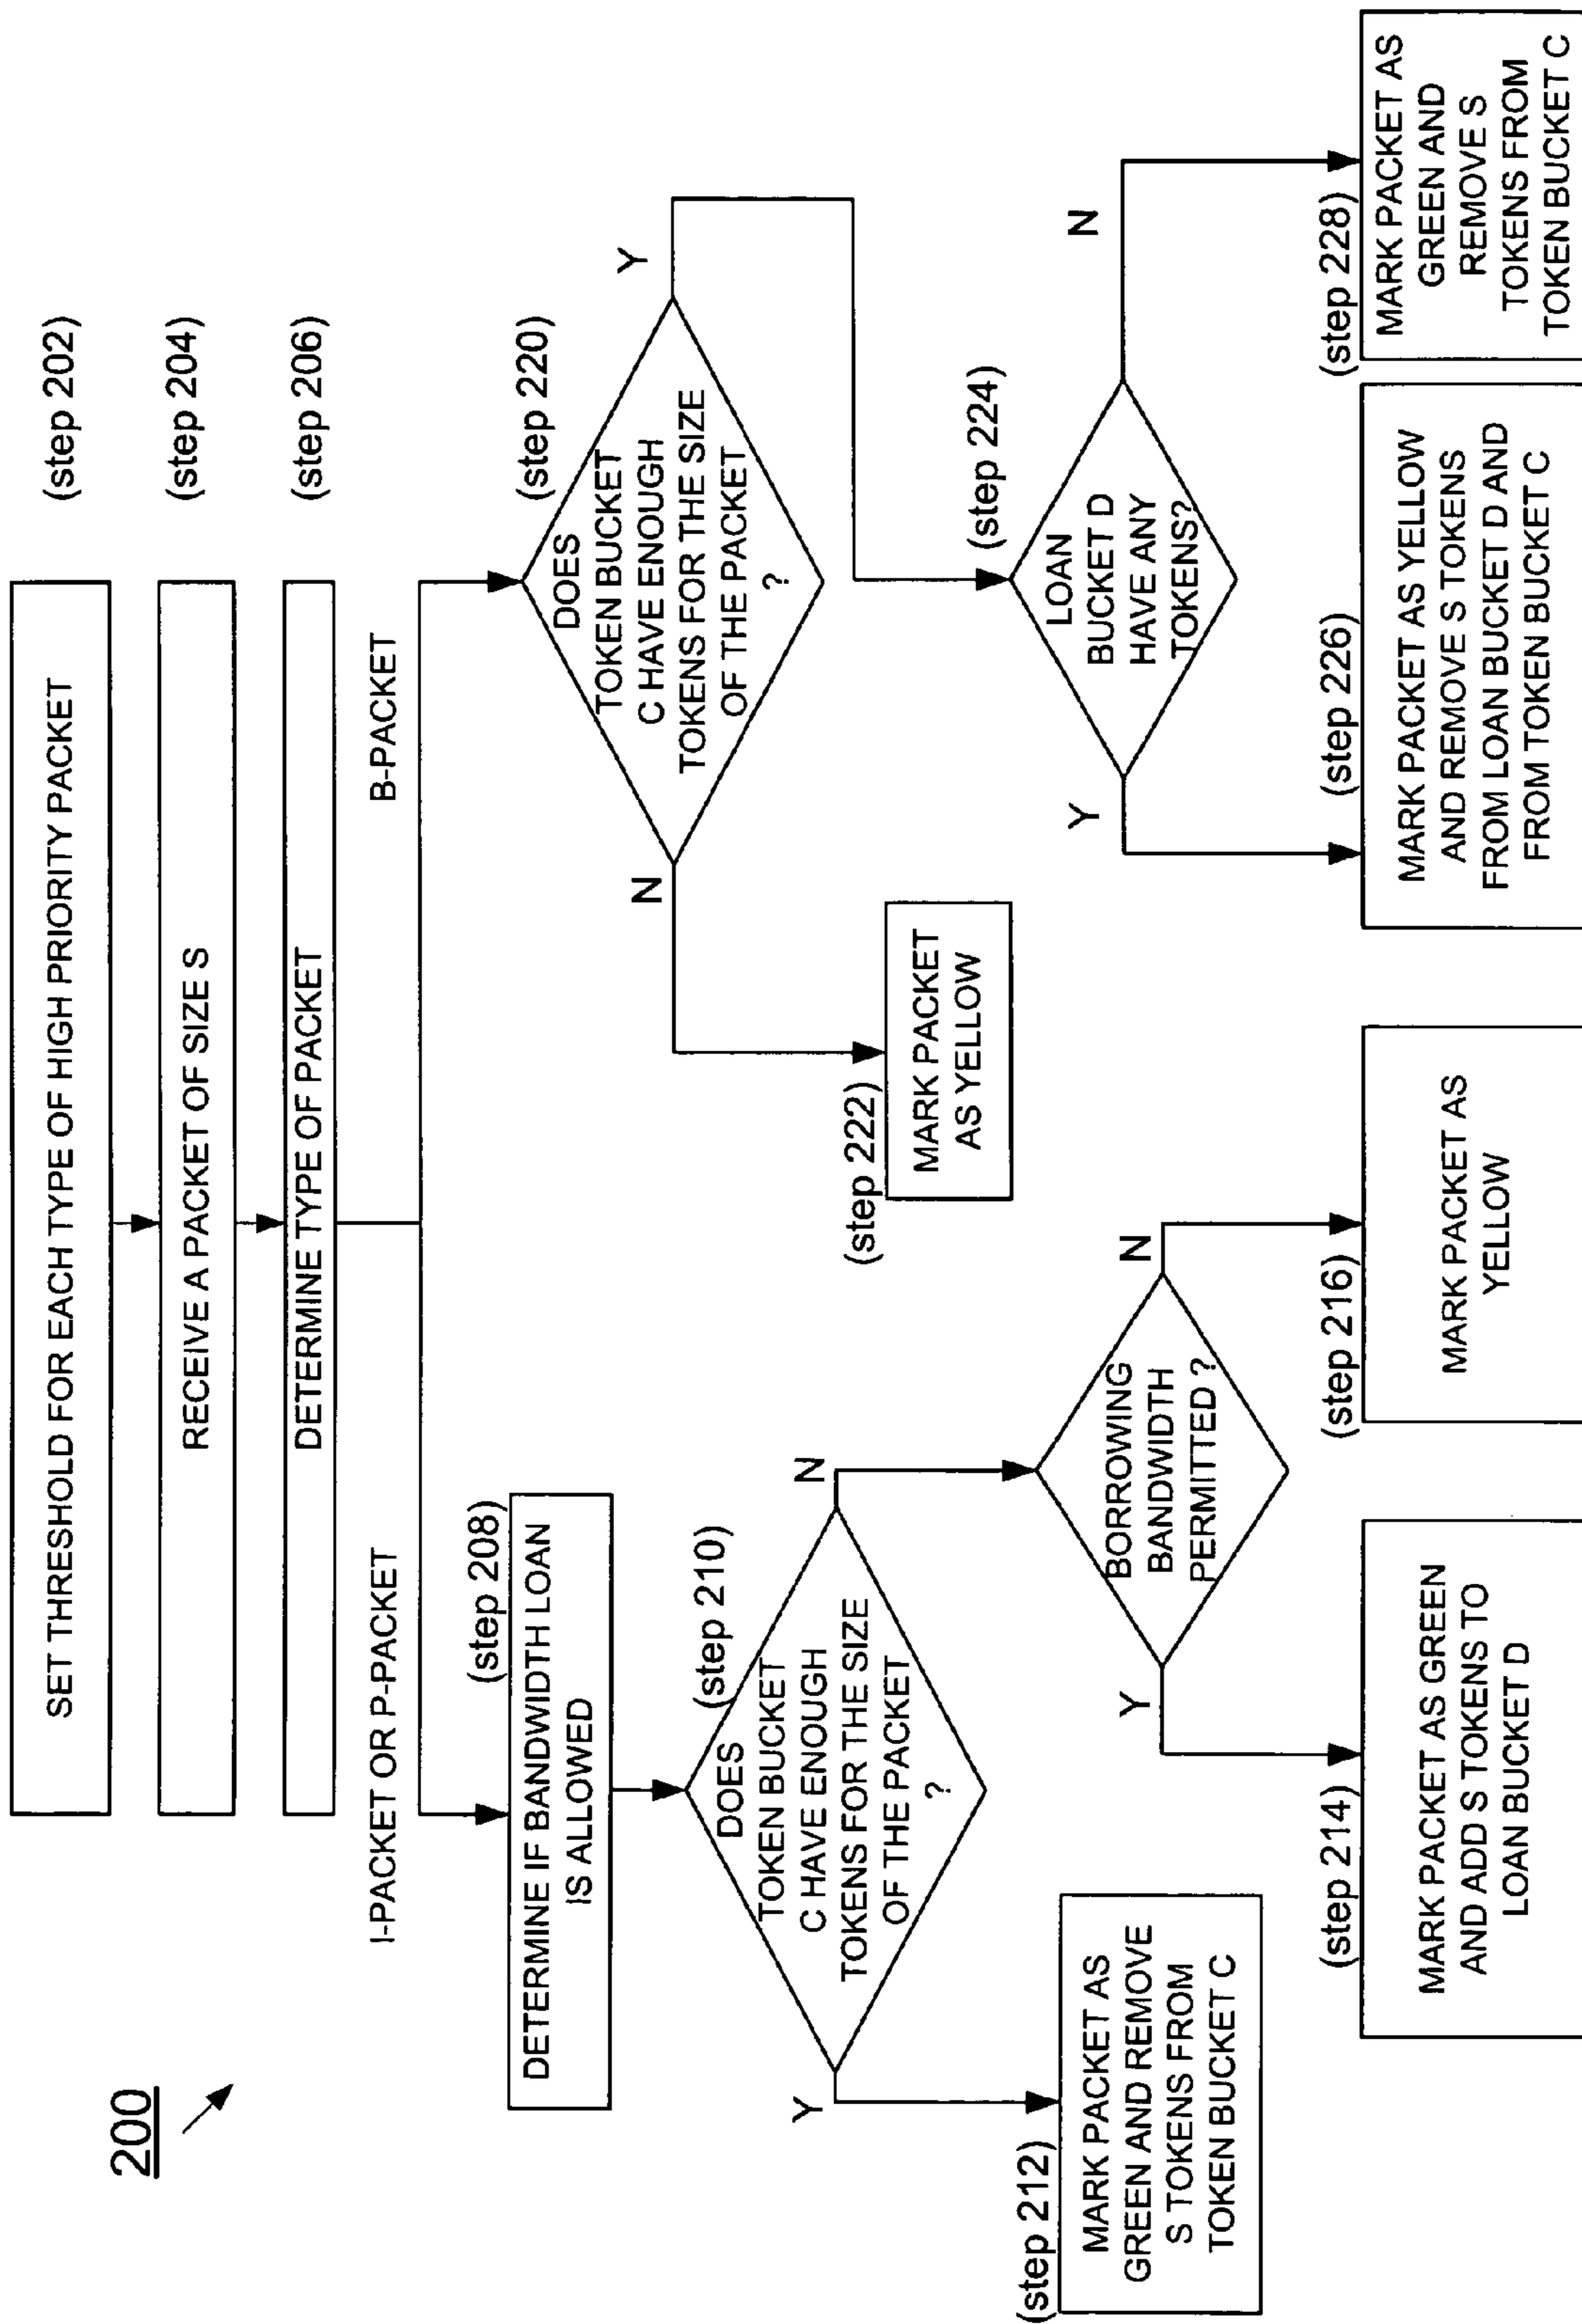 200
SET THRESHOLD FOR EACH TYPE OF HIGH PRIORITY PACKET
(step 202)
RECEIVE A PACKET OF SIZE S
(step 204)
DETERMINE TYPE OF PACKET
(step 206)
I-PACKET OR P-PACKET
B-PACKET
(step 208)
DETERMINE IF BANDWIDTH LOAN
IS ALLOWED
(step 210)
DOES
TOKEN BUCKET
C HAVE ENOUGH
TOKENS FOR THE SIZE
OF THE PACKET
?
Y
N
(step 212)
MARK PACKET AS
GREEN AND REMOVE
S TOKENS FROM
TOKEN BUCKET C
BORROWING
BANDWIDTH
PERMITTED ?
Y
N
(step 214)
MARK PACKET AS GREEN
AND ADD S TOKENS TO
LOAN BUCKET D
(step 216)
MARK PACKET AS
YELLOW
(step 220)
DOES
TOKEN BUCKET
C HAVE ENOUGH
TOKENS FOR THE SIZE
OF THE PACKET
?
N
Y
(step 222)
MARK PACKET
AS YELLOW
(step 224)
LOAN
BUCKET D
HAVE ANY
TOKENS?
Y
N
(step 226)
MARK PACKET AS YELLOW
AND REMOVE S TOKENS
FROM LOAN BUCKET D AND
FROM TOKEN BUCKET C
(step 228)
MARK PACKET AS
GREEN AND
REMOVE S
TOKENS FROM
TOKEN BUCKET C